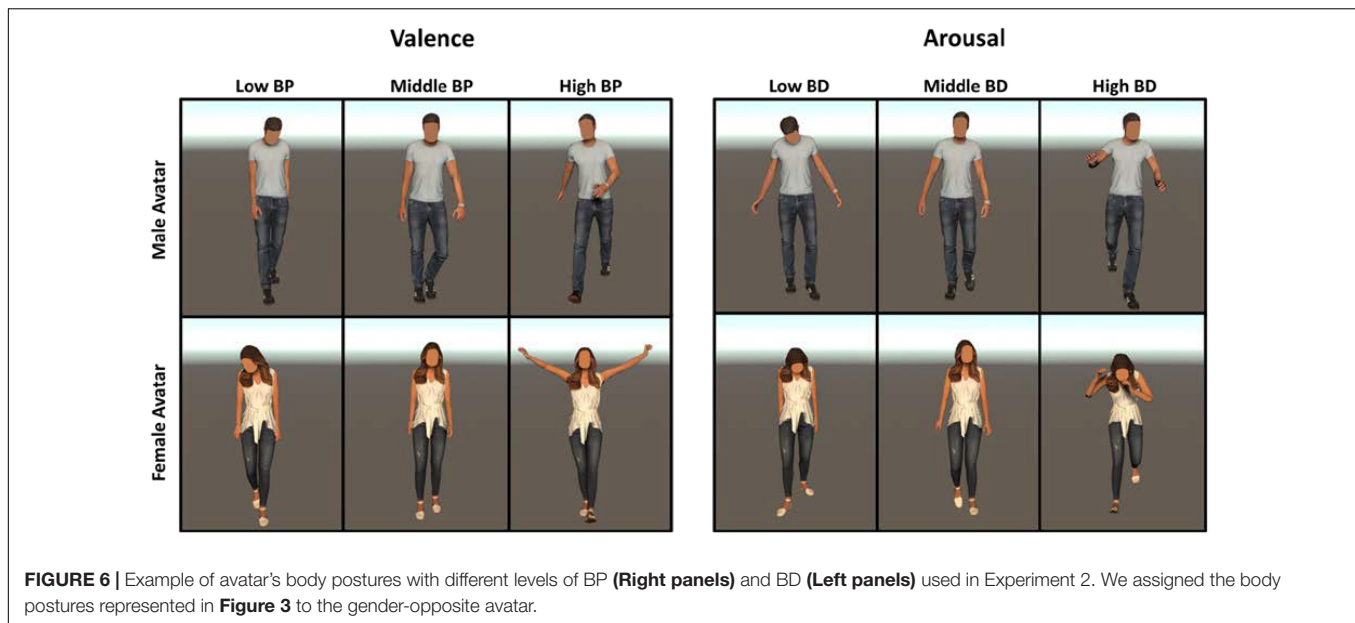 Valence
Arousal
Low BP
Middle BP
High BP
Low BD
Middle BD
High BD
Male Avatar
Female Avatar
FIGURE 6 | Example of avatar's body postures with different levels of BP (Right panels) and BD (Left panels) used in Experiment 2. We assigned the body
postures represented in Figure 3 to the gender-opposite avatar.